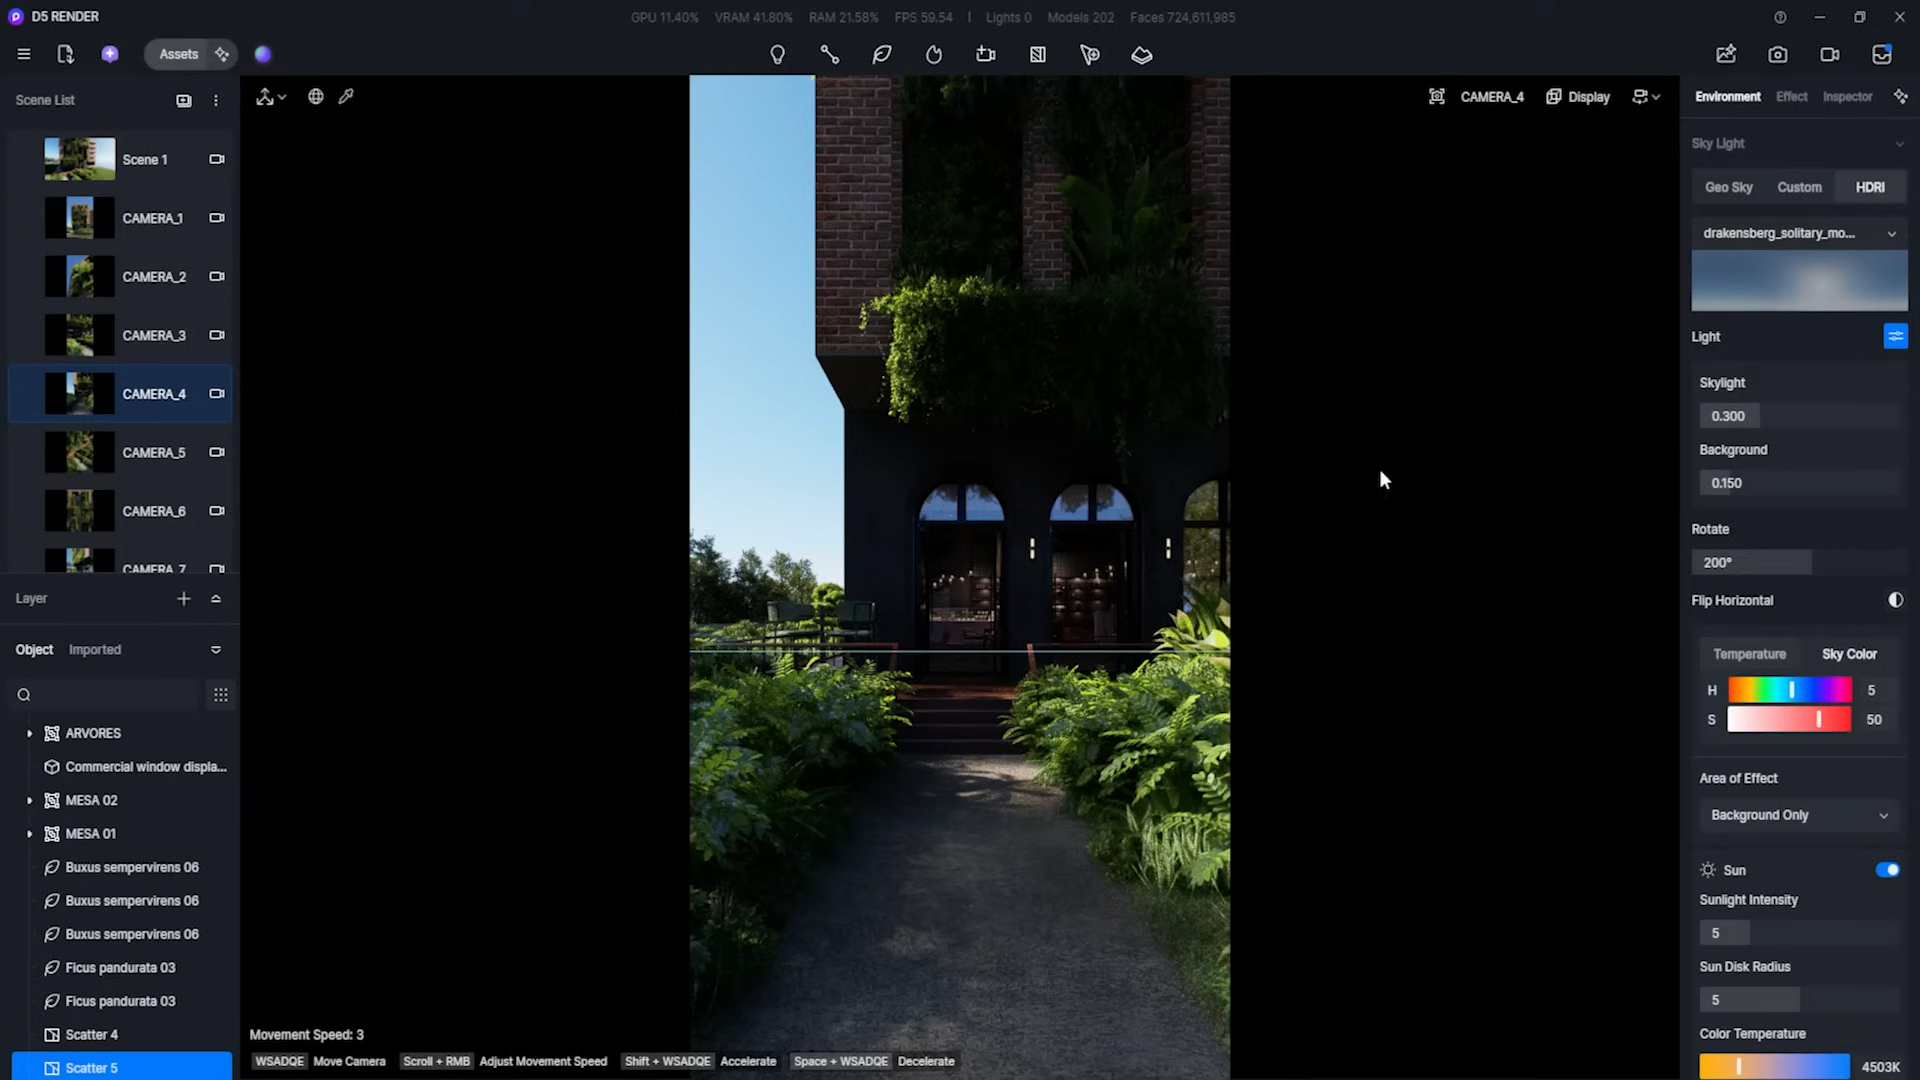 D5 RENDER
GPU 11.40% VRAM 41.80% RAM 21.58% FPS 59.54 | Lights 0 Models 202 Faces 724,611,985
Assets
Scene List
Scene 1
CAMERA_1
CAMERA_2
CAMERA_3
CAMERA_4
CAMERA_5
CAMERA_6
CAMERA_7
Layer
Object Imported
ARVORES
Commercial window displa...
MESA 02
MESA 01
Buxus sempervirens 06
Buxus sempervirens 06
Buxus sempervirens 06
Ficus pandurata 03
Ficus pandurata 03
Scatter 4
Scatter 5
CAMERA_4 Display
Movement Speed: 3
WSADQE Move Camera Scroll + RMB Adjust Movement Speed Shift + WSADQE Accelerate Space + WSADQE Decelerate
Environment Effect Inspector
Sky Light
Geo Sky Custom HDRI
drakensberg_solitary_mo...
Light
Skylight
0.300
Background
0.150
Rotate
200°
Flip Horizontal
Temperature Sky Color
H 5
S 50
Area of Effect
Background Only
Sun
Sunlight Intensity
5
Sun Disk Radius
5
Color Temperature
4503K